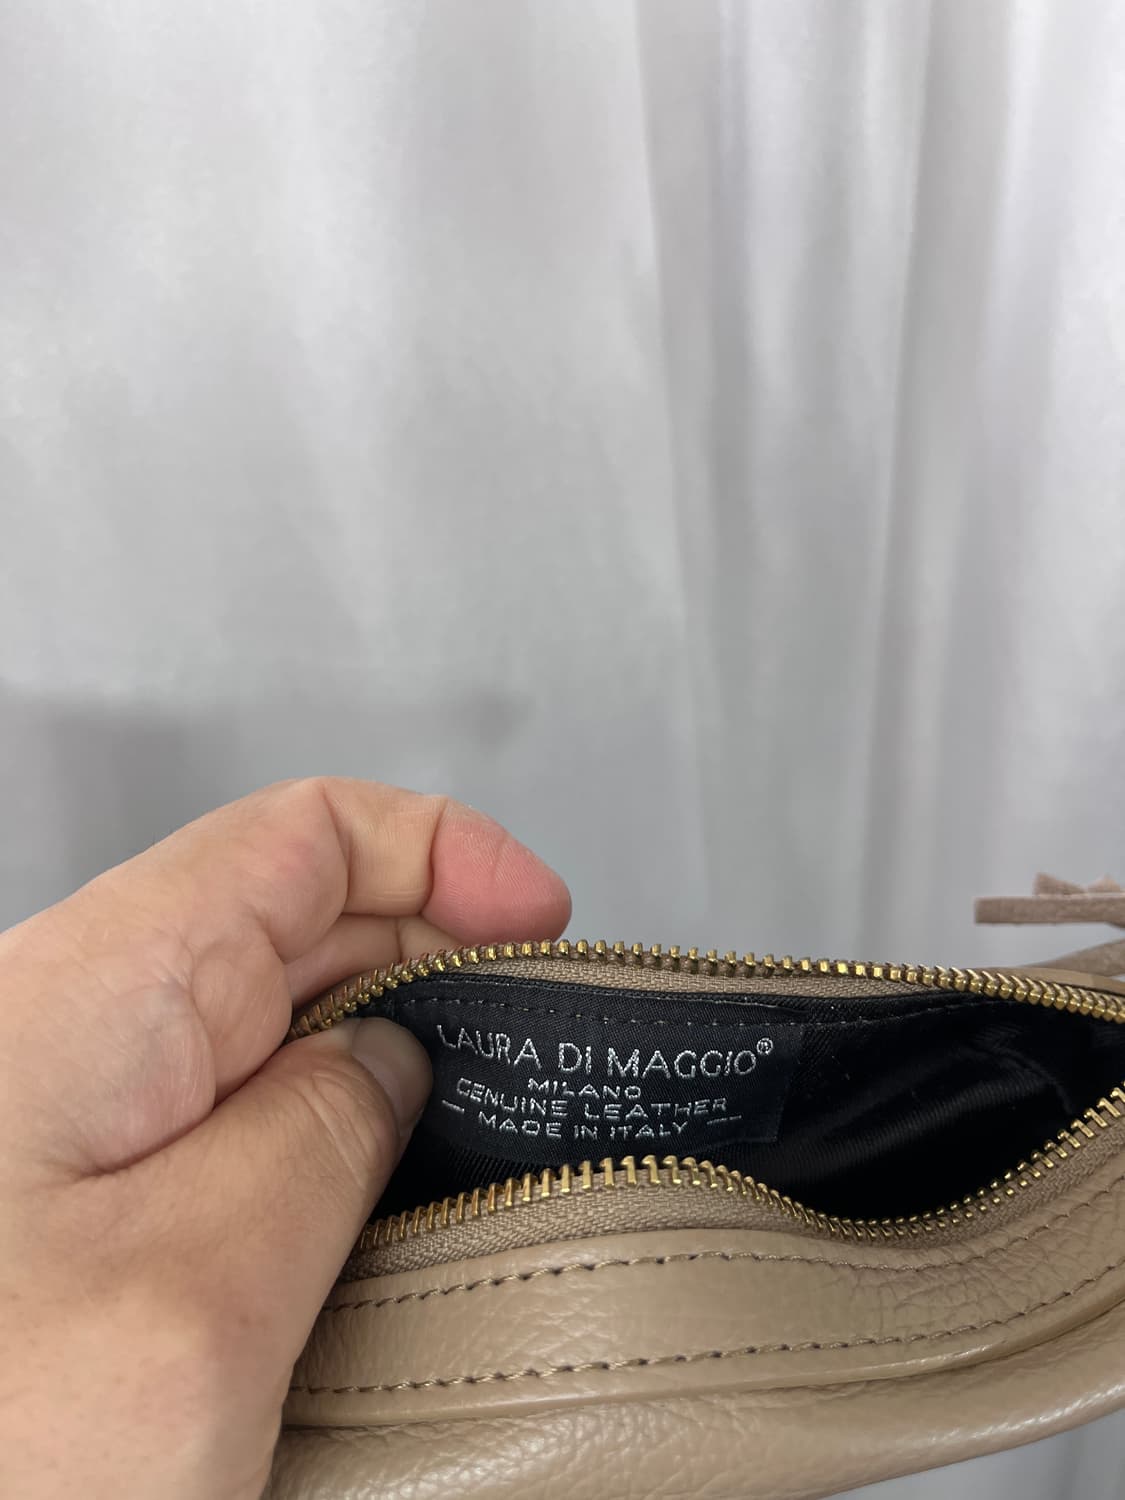 LAURA DI MAGGIO®
MILANO
GENUINE LEATHER
MADE IN ITALY